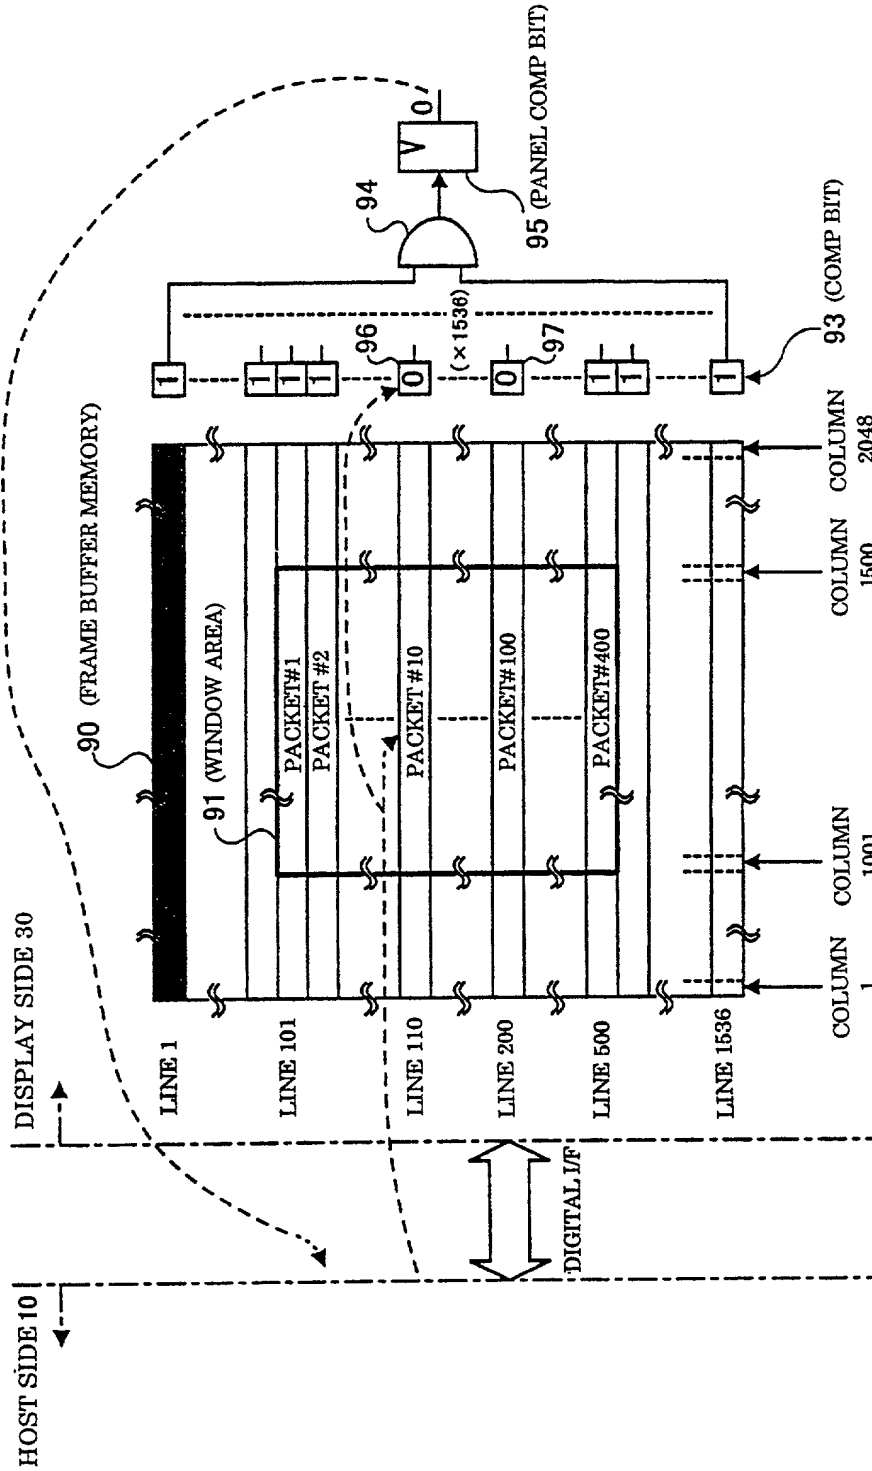 HOST SIDE 10
DISPLAY SIDE 30
DIGITAL I/F
90 (FRAME BUFFER MEMORY)
91 (WINDOW AREA)
LINE 1
LINE 101
LINE 110
LINE 200
LINE 500
LINE 1536
PACKET#1
PACKET #2
PACKET #10
PACKET#100
PACKET#400
COLUMN
1
COLUMN
1001
COLUMN
1500
COLUMN
2048
1
1
1
1
0
0
1
1
1
96
97
(×1536)
93 (COMP BIT)
94
V
0
95 (PANEL COMP BIT)